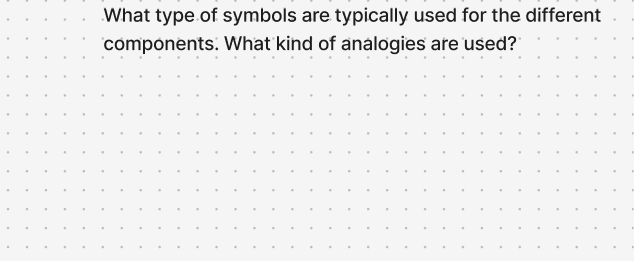 What type of symbols are typically used for the different
components. What kind of analogies are used?